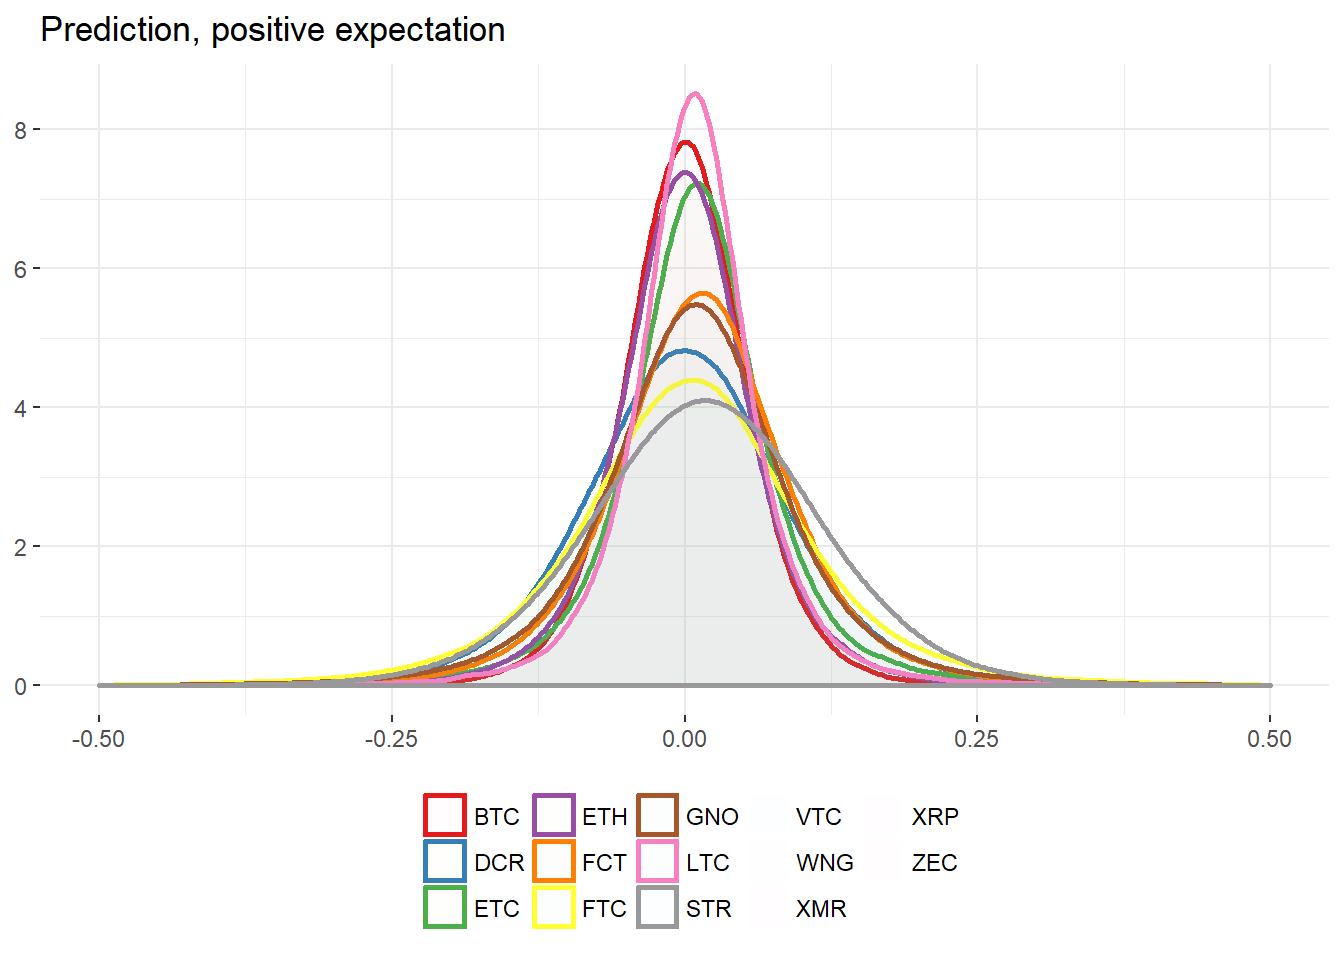 Prediction, positive expectation
8
6
4
2
0
-0.50 -0.25 0.00 0.25 0.50
BTC ETH GNO VTC XRP
DCR FCT LTC WNG ZEC
ETC FTC STR XMR